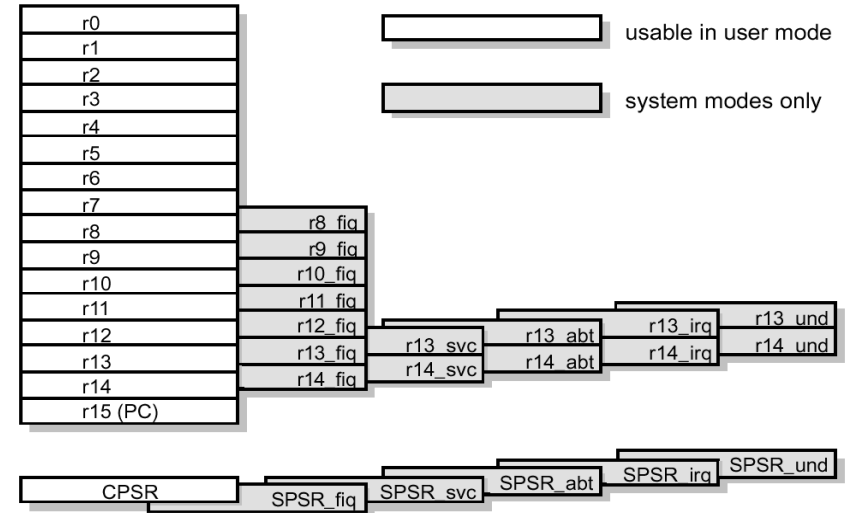 r0
usable in user mode
r1
r2
r3
system modes only
r4
r5
r6
r7
r8 r8_fiq
r9 r9_fiq
r10 r10_fiq
r11 r11_fiq
r12 r12_fiq r13_svc r13_abt r13_irq r13_und
r13 r13_fiq r14_svc r14_abt r14_irq r14_und
r14 r14_fiq
r15 (PC)
CPSR SPSR_fiq SPSR_svc SPSR_abt SPSR_irq SPSR_und